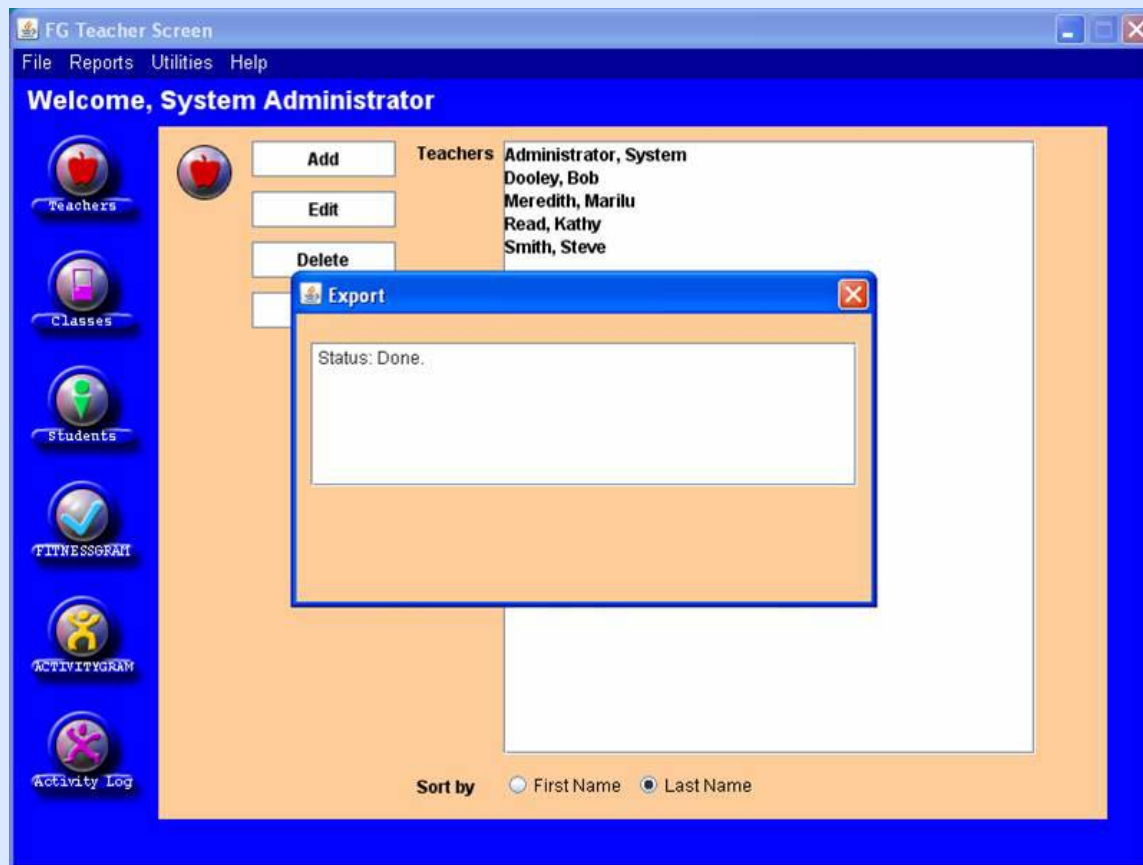 FG Teacher Screen
File Reports Utilities Help
Welcome, System Administrator
Teachers
Classes
Students
FITNESSGRAM
ACTIVITYGRAM
Activity Log
Add
Edit
Delete
Teachers
Administrator, System
Dooley, Bob
Meredith, Marilu
Read, Kathy
Smith, Steve
Export
Status: Done.
Sort by First Name Last Name